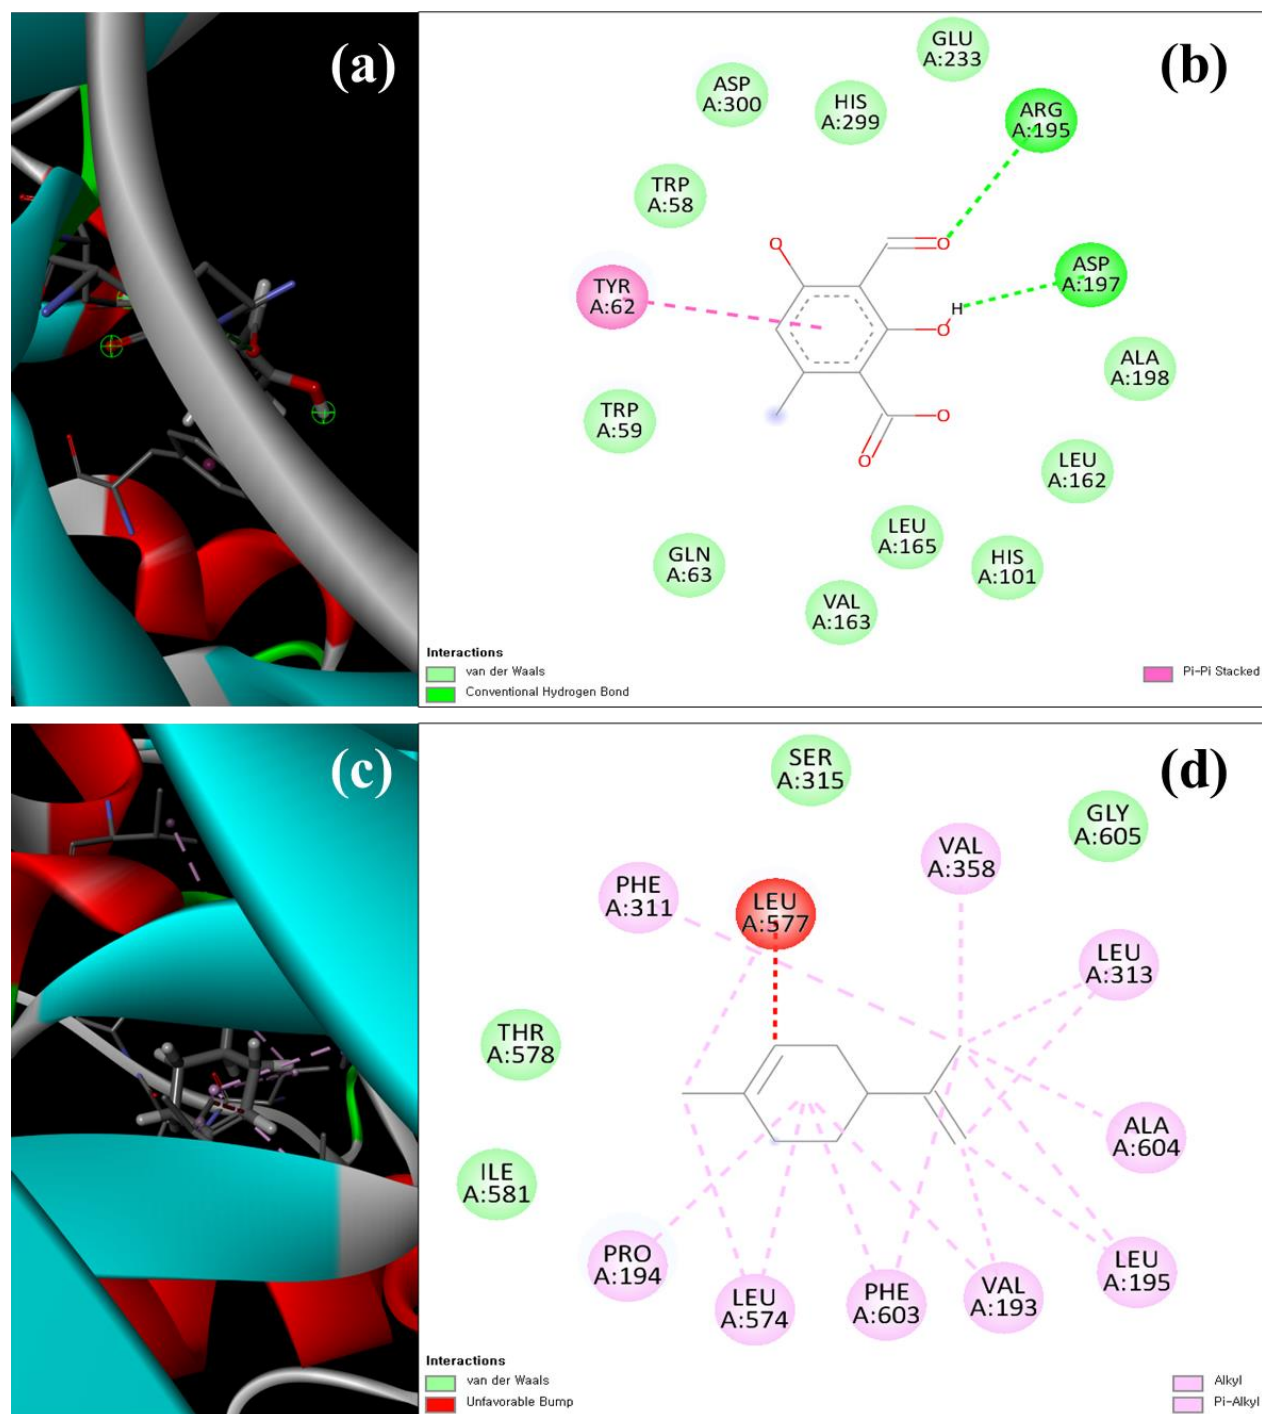 (a)
(b)
GLU
A:233
ASP
A:300
HIS
A:299
ARG
A:195
TRP
A:58
O
O
TYR
A:62
ASP
A:197
H
O
ALA
A:198
TRP
A:59
O
O
LEU
A:162
LEU
A:165
GLN
A:63
HIS
A:101
VAL
A:163
Interactions
van der Waals
Conventional Hydrogen Bond
Pi-Pi Stacked
(c)
(d)
SER
A:315
GLY
A:605
VAL
A:358
PHE
A:311
LEU
A:577
LEU
A:313
THR
A:578
ALA
A:604
ILE
A:581
PRO
A:194
LEU
A:574
PHE
A:603
VAL
A:193
LEU
A:195
Interactions
van der Waals
Unfavorable Bump
Alkyl
Pi-Alkyl